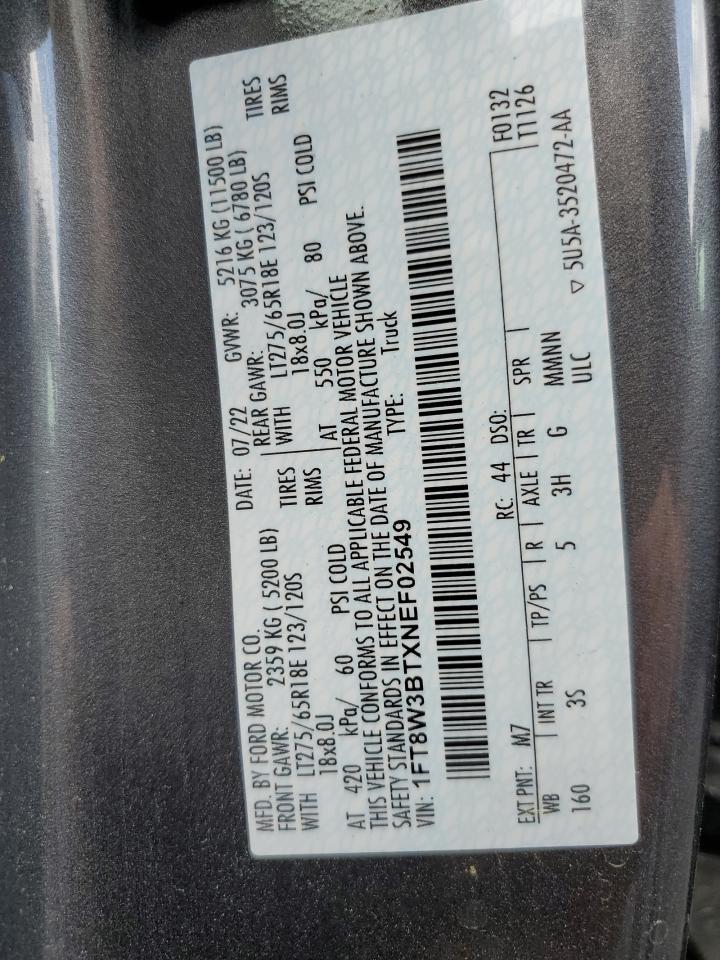 MFD. BY FORD MOTOR CO. DATE: 07/22 GVWR: 5216 KG (11500 LB)
FRONT GAWR: 2359 KG ( 5200 LB) REAR GAWR: 3075 KG ( 6780 LB)
WITH LT275/65R18E 123/120S TIRES WITH LT275/65R18E 123/120S TIRES
18x8.0J RIMS 18x8.0J RIMS
AT 420 kPa/ 60 PSI COLD AT 550 kPa/ 80 PSI COLD
THIS VEHICLE CONFORMS TO ALL APPLICABLE FEDERAL MOTOR VEHICLE
SAFETY STANDARDS IN EFFECT ON THE DATE OF MANUFACTURE SHOWN ABOVE.
VIN: 1FT8W3BTXNEF02549 TYPE: Truck
F0132
EXT PNT: M7 RC: 44 DSO: T1126
WB INT TR TP/PS R AXLE TR SPR
160 3S 5 3H G MMNN
ULC ▽ 5U5A-3520472-AA